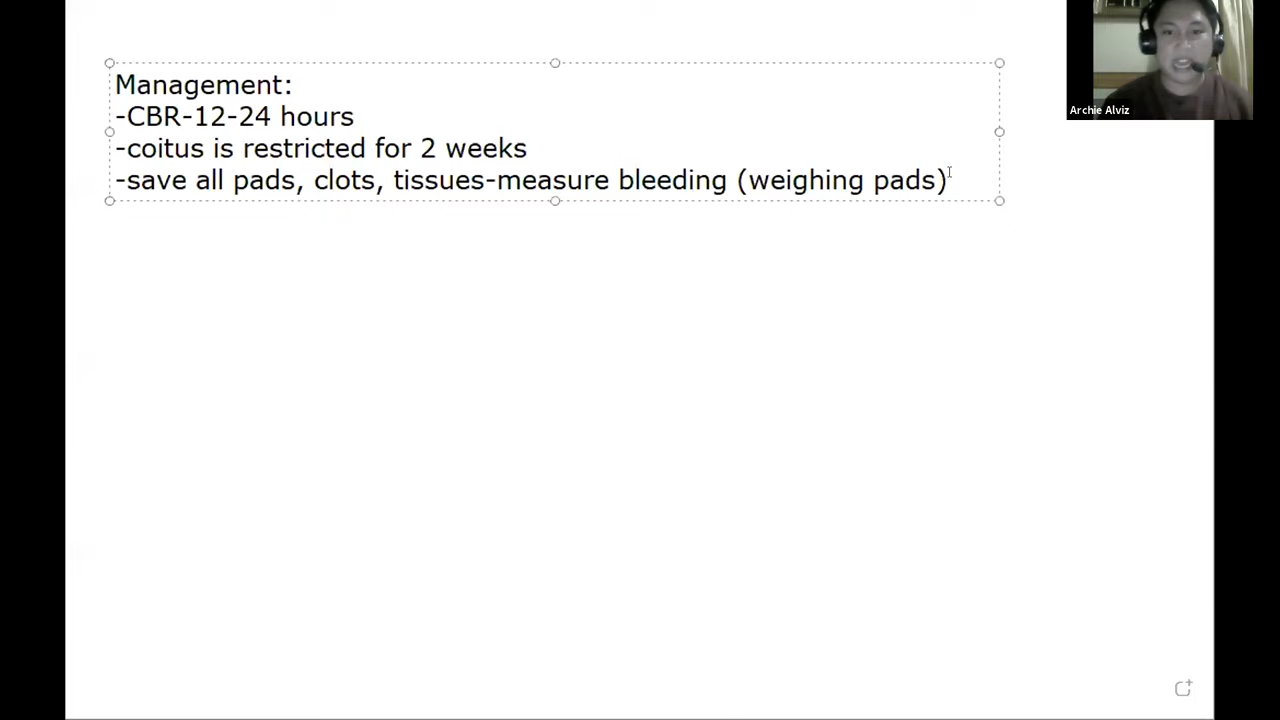 Management:
-CBR-12-24 hours
-coitus is restricted for 2 weeks
-save all pads, clots, tissues-measure bleeding (weighing pads)
Archie Alviz